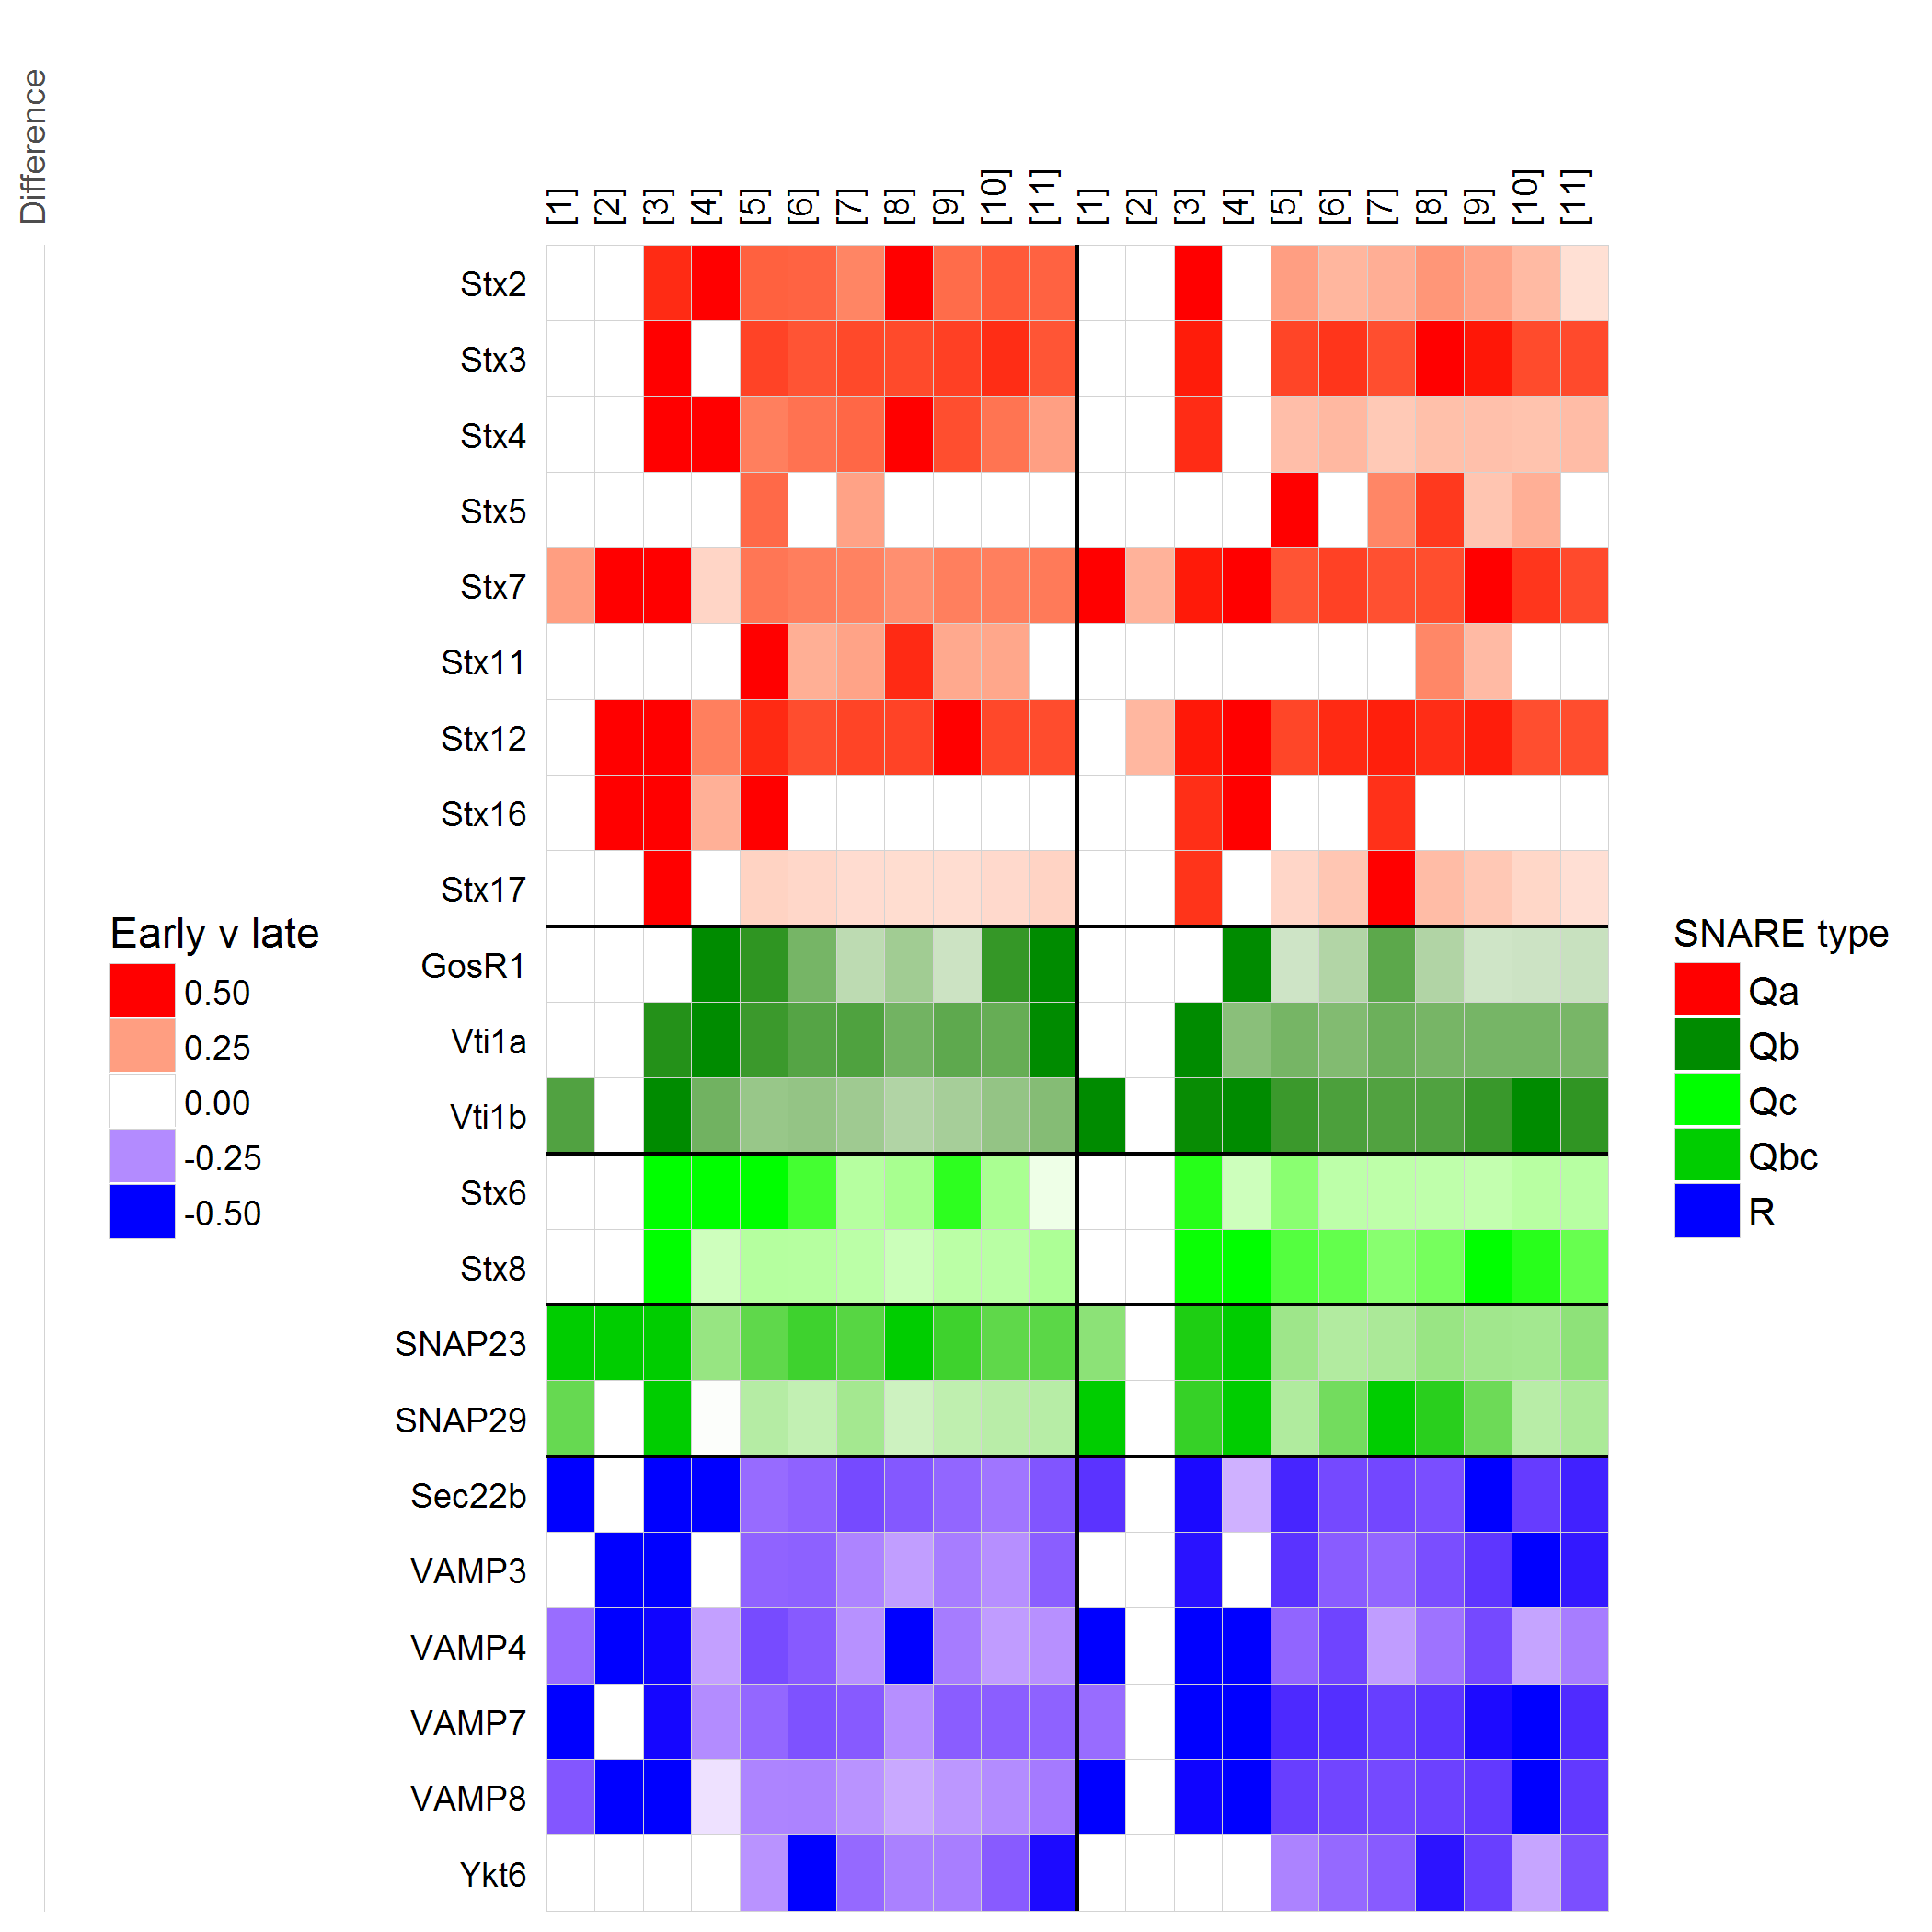 Difference
[1] [2] [3] [4] [5] [6] [7] [8] [9] [10] [11] [1] [2] [3] [4] [5] [6] [7] [8] [9] [10] [11]
Stx2
Stx3
Stx4
Stx5
Stx7
Stx11
Stx12
Stx16
Stx17
GosR1
Vti1a
Vti1b
Stx6
Stx8
SNAP23
SNAP29
Sec22b
VAMP3
VAMP4
VAMP7
VAMP8
Ykt6
Early v late
0.50
0.25
0.00
-0.25
-0.50
SNARE type
Qa
Qb
Qc
Qbc
R